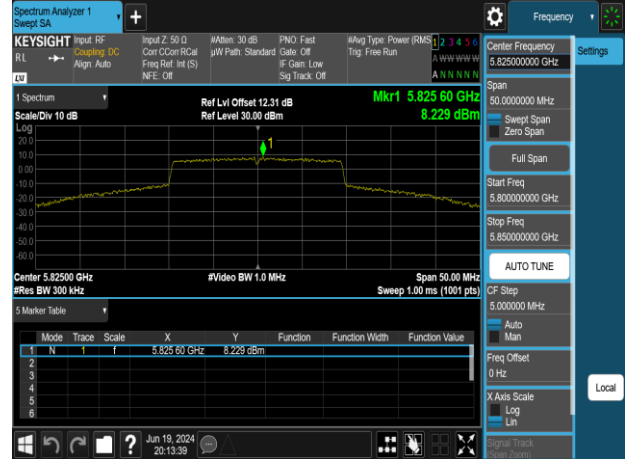 Spectrum Analyzer 1
Swept SA
Frequency
KEYSIGHT
Input: RF
Coupling: DC
Align: Auto
Input Z: 50 Ω
Corr CCorr RCal
Freq Ref: Int (S)
NFE: Off
#Atten: 30 dB
µW Path: Standard
PNO: Fast
Gate: Off
IF Gain: Low
Sig Track: Off
#Avg Type: Power (RMS
Trig: Free Run
1 2 3 4 5 6
A W W W W W
A N N N N N
R L
LXI
1 Spectrum
Scale/Div 10 dB
Ref Lvl Offset 12.31 dB
Ref Level 30.00 dBm
Mkr1 5.825 60 GHz
8.229 dBm
Log
20.0
10.0
0.00
-10.0
-20.0
-30.0
-40.0
-50.0
-60.0
1
Center 5.82500 GHz
#Res BW 300 kHz
#Video BW 1.0 MHz
Span 50.00 MHz
Sweep 1.00 ms (1001 pts)
5 Marker Table
Mode Trace Scale X Y Function Function Width Function Value
1 N 1 f 5.825 60 GHz 8.229 dBm
2
3
4
5
6
Jun 19, 2024
20:13:39
Center Frequency
5.825000000 GHz
Settings
Span
50.0000000 MHz
Swept Span
Zero Span
Full Span
Start Freq
5.800000000 GHz
Stop Freq
5.850000000 GHz
AUTO TUNE
CF Step
5.000000 MHz
Auto
Man
Freq Offset
0 Hz
X Axis Scale
Log
Lin
Local
Signal Track
(Span Zoom)